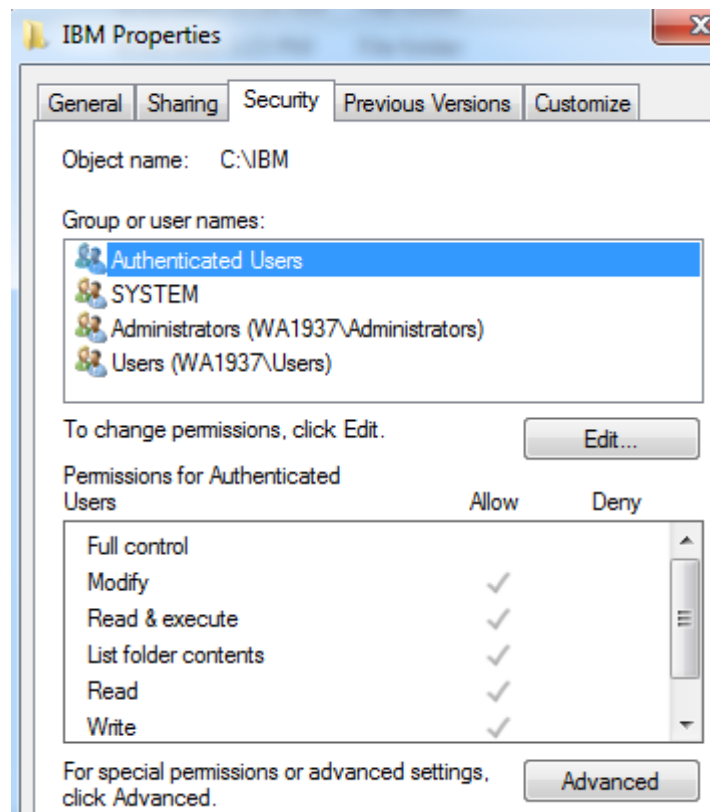 IBM Properties
General Sharing Security Previous Versions Customize
Object name: C:\IBM
Group or user names:
Authenticated Users
SYSTEM
Administrators (WA1937\Administrators)
Users (WA1937\Users)
To change permissions, click Edit.
Edit...
Permissions for Authenticated
Users Allow Deny
Full control
Modify
Read & execute
List folder contents
Read
Write
For special permissions or advanced settings,
click Advanced.
Advanced